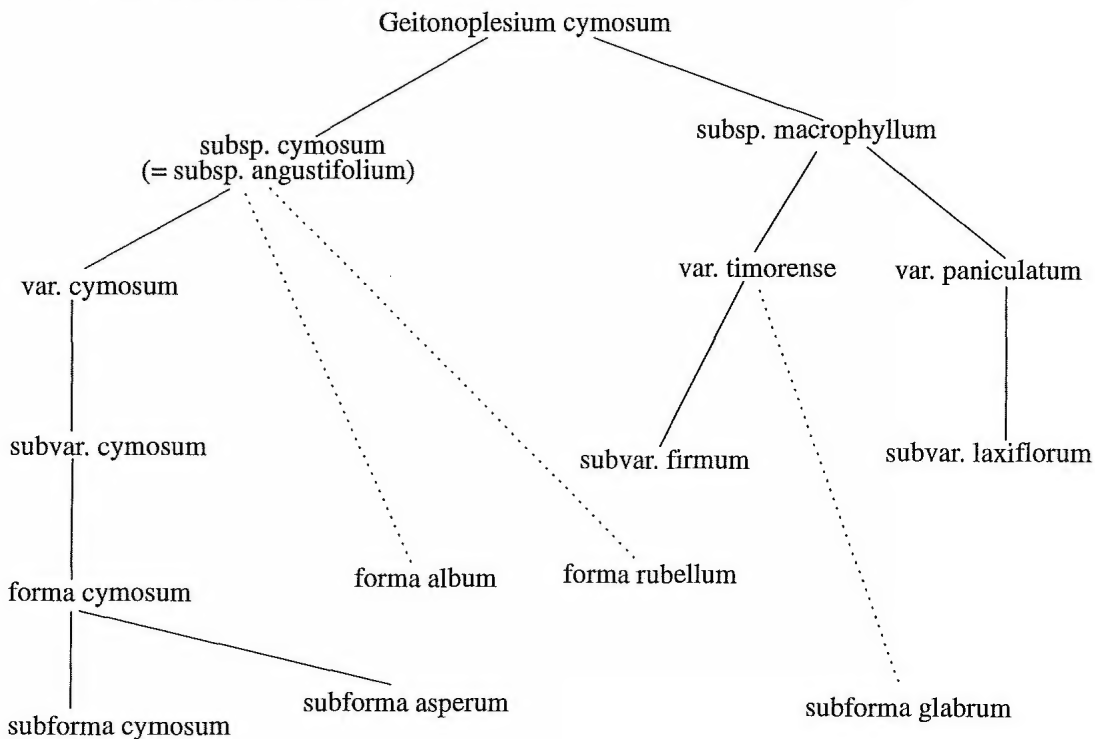 Geitonoplesium cymosum
subsp. cymosum
(= subsp. angustifolium)
subsp. macrophyllum
var. cymosum
var. timorense
var. paniculatum
subvar. cymosum
subvar. firmum
subvar. laxiflorum
forma cymosum
forma album
forma rubellum
subforma cymosum
subforma asperum
subforma glabrum